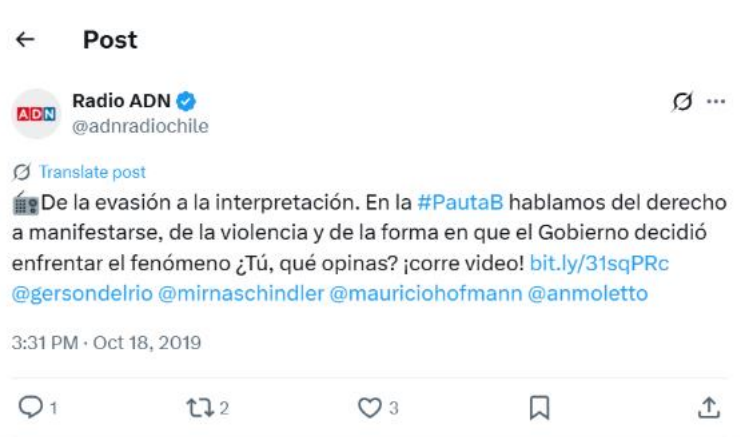 Post
ADN
Radio ADN
@adnradiochile
Translate post
De la evasión a la interpretación. En la #PautaB hablamos del derecho
a manifestarse, de la violencia y de la forma en que el Gobierno decidió
enfrentar el fenómeno ¿Tú, qué opinas? ¡corre video! bit.ly/31sqPRc
@gersondelrio @mirnaschindler @mauriciohofmann @anmoletto
3:31 PM · Oct 18, 2019
1 2 3